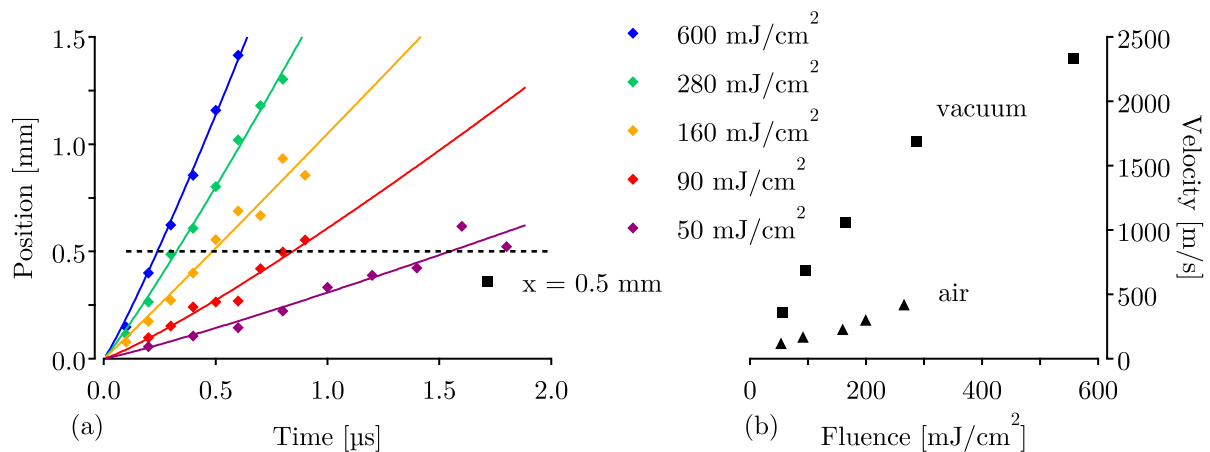 1.5
1.0
0.5
0.0
Position [mm]
0.0 0.5 1.0 1.5 2.0
Time [µs]
(a)
x = 0.5 mm
600 mJ/cm²
280 mJ/cm²
160 mJ/cm²
90 mJ/cm²
50 mJ/cm²
vacuum
air
2500
2000
1500
1000
500
0
Velocity [m/s]
0 200 400 600
Fluence [mJ/cm²]
(b)